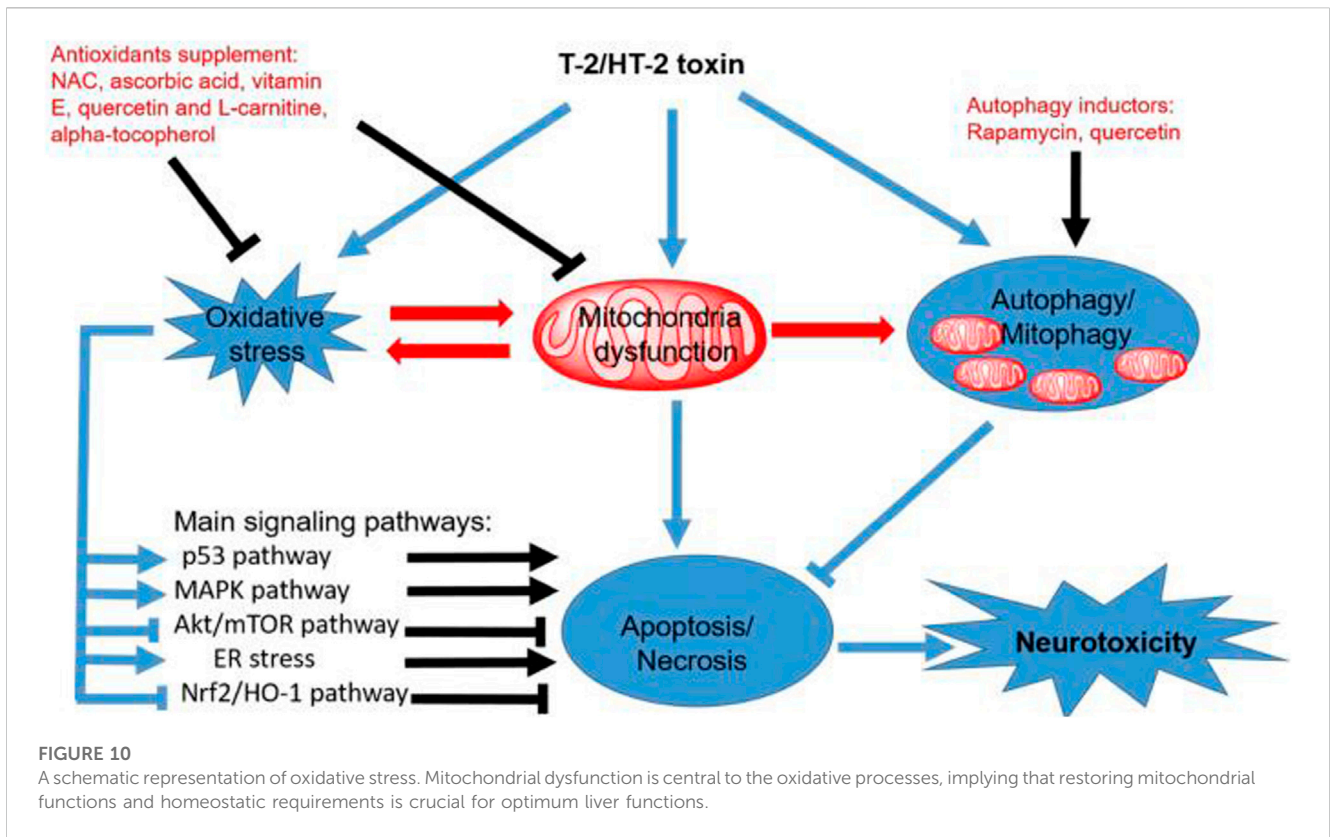 Antioxidants supplement:
NAC, ascorbic acid, vitamin
E, quercetin and L-carnitine,
alpha-tocopherol
T-2/HT-2 toxin
Autophagy inductors:
Rapamycin, quercetin
Oxidative
stress
Mitochondria
dysfunction
Autophagy/
Mitophagy
Main signaling pathways:
p53 pathway
MAPK pathway
Akt/mTOR pathway
ER stress
Nrf2/HO-1 pathway
Apoptosis/
Necrosis
Neurotoxicity
FIGURE 10
A schematic representation of oxidative stress. Mitochondrial dysfunction is central to the oxidative processes, implying that restoring mitochondrial
functions and homeostatic requirements is crucial for optimum liver functions.